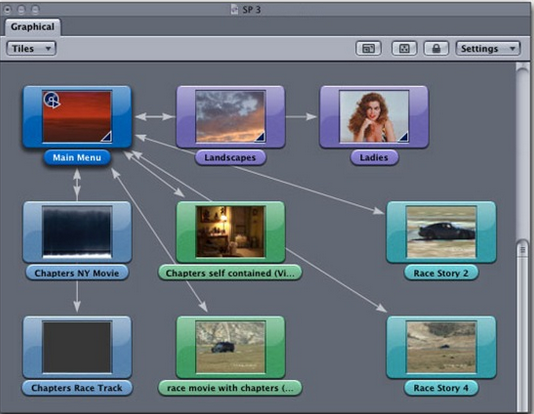 SP 3
Graphical
Tiles
Settings
Main Menu
Landscapes
Ladies
Chapters NY Movie
Chapters self contained (Vi...
Race Story 2
Chapters Race Track
race movie with chapters (...
Race Story 4